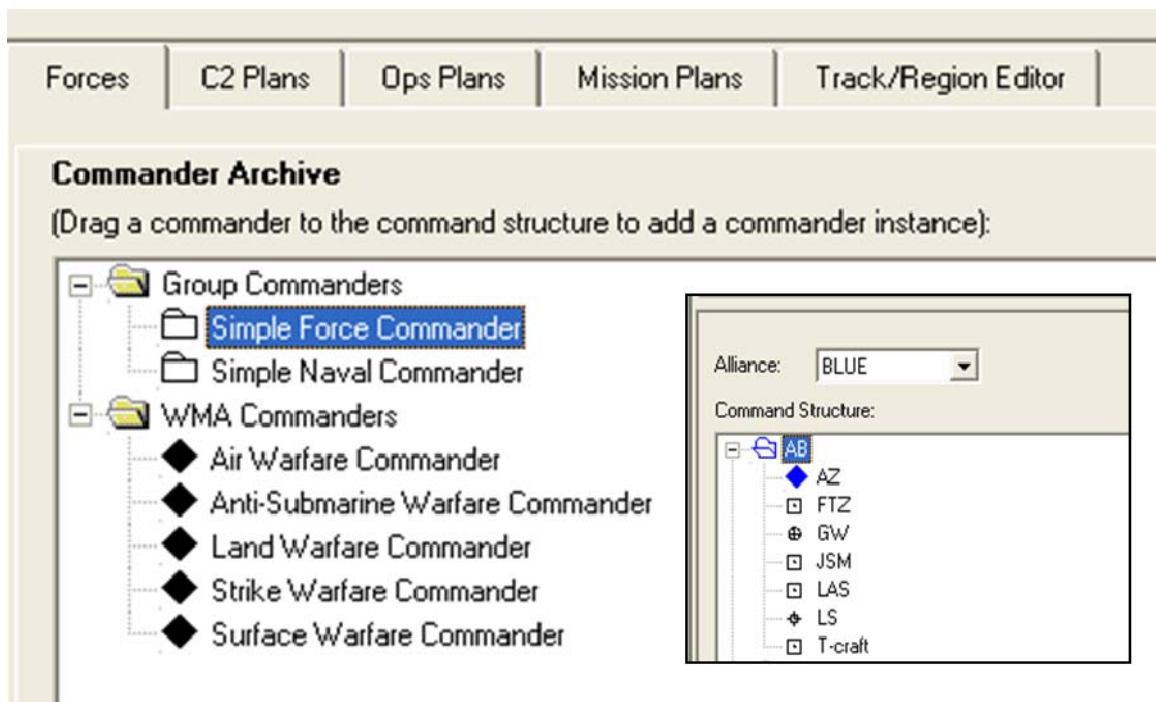 Forces C2 Plans Ops Plans Mission Plans Track/Region Editor
Commander Archive
(Drag a commander to the command structure to add a commander instance):
Group Commanders
Simple Force Commander
Simple Naval Commander
WMA Commanders
Air Warfare Commander
Anti-Submarine Warfare Commander
Land Warfare Commander
Strike Warfare Commander
Surface Warfare Commander
Alliance: BLUE
Command Structure:
AB
AZ
FTZ
GW
JSM
LAS
LS
T-craft